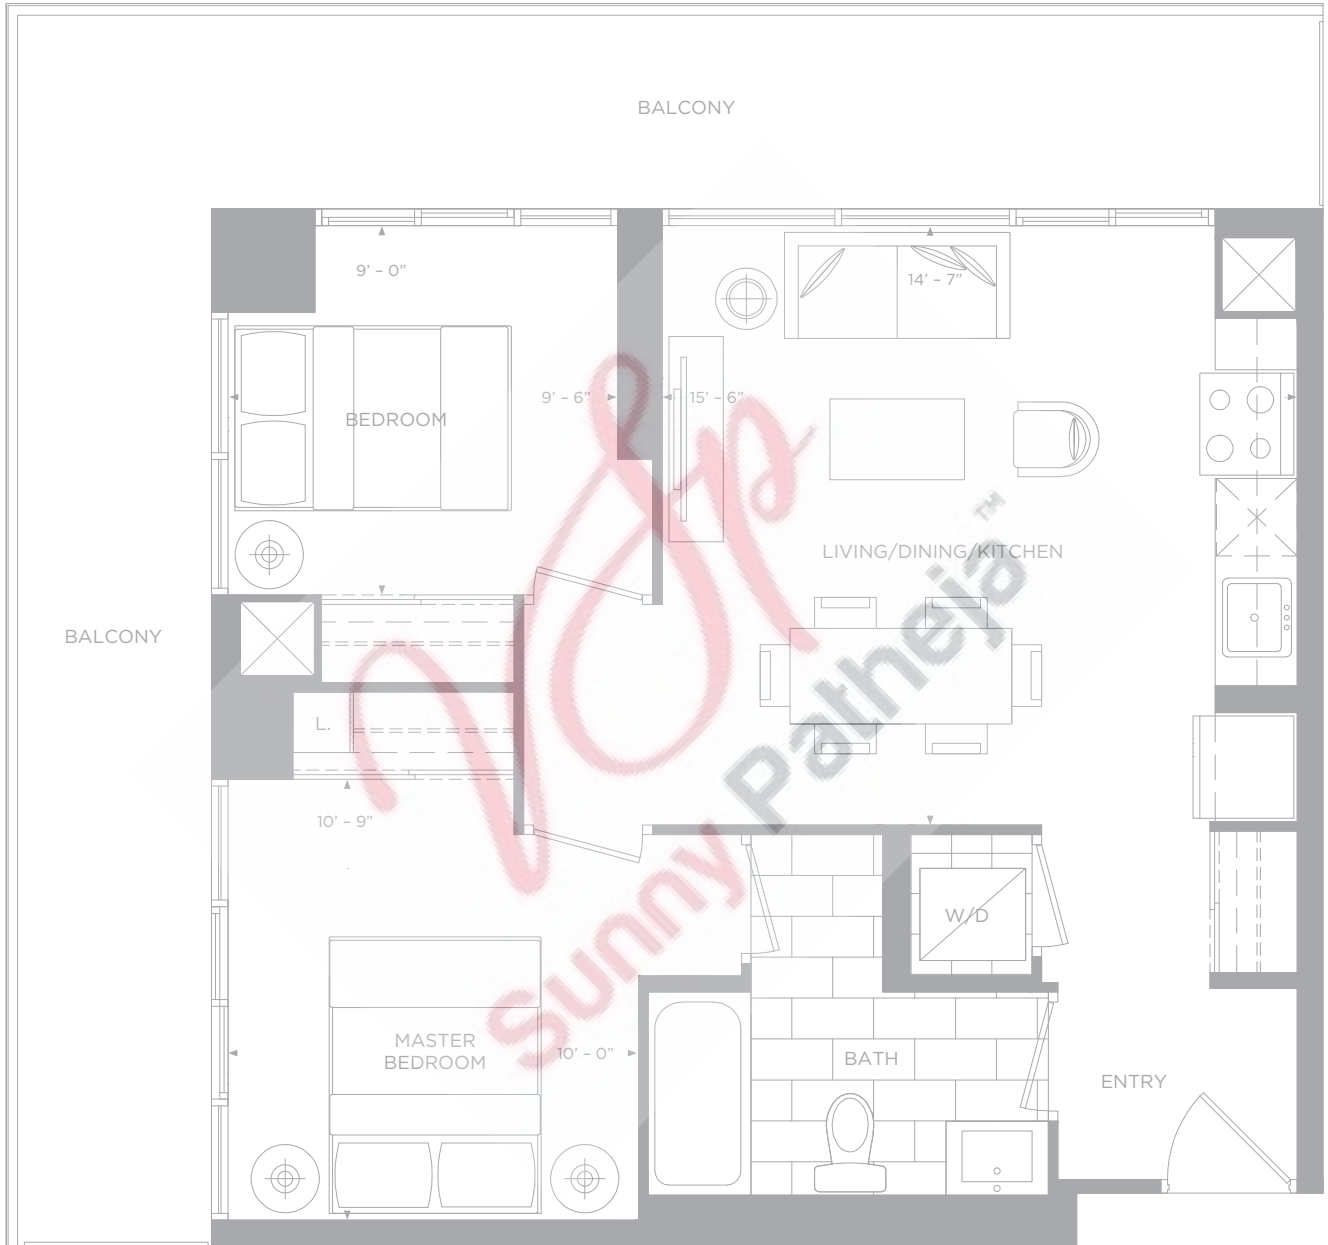 BALCONY
9' - 0"
14' - 7"
9' - 6"
15' - 6"
BEDROOM
LIVING/DINING/KITCHEN
BALCONY
L.
10' - 9"
W/D
MASTER
BEDROOM
10' - 0"
BATH
ENTRY
Sp
Sunny Patheja™